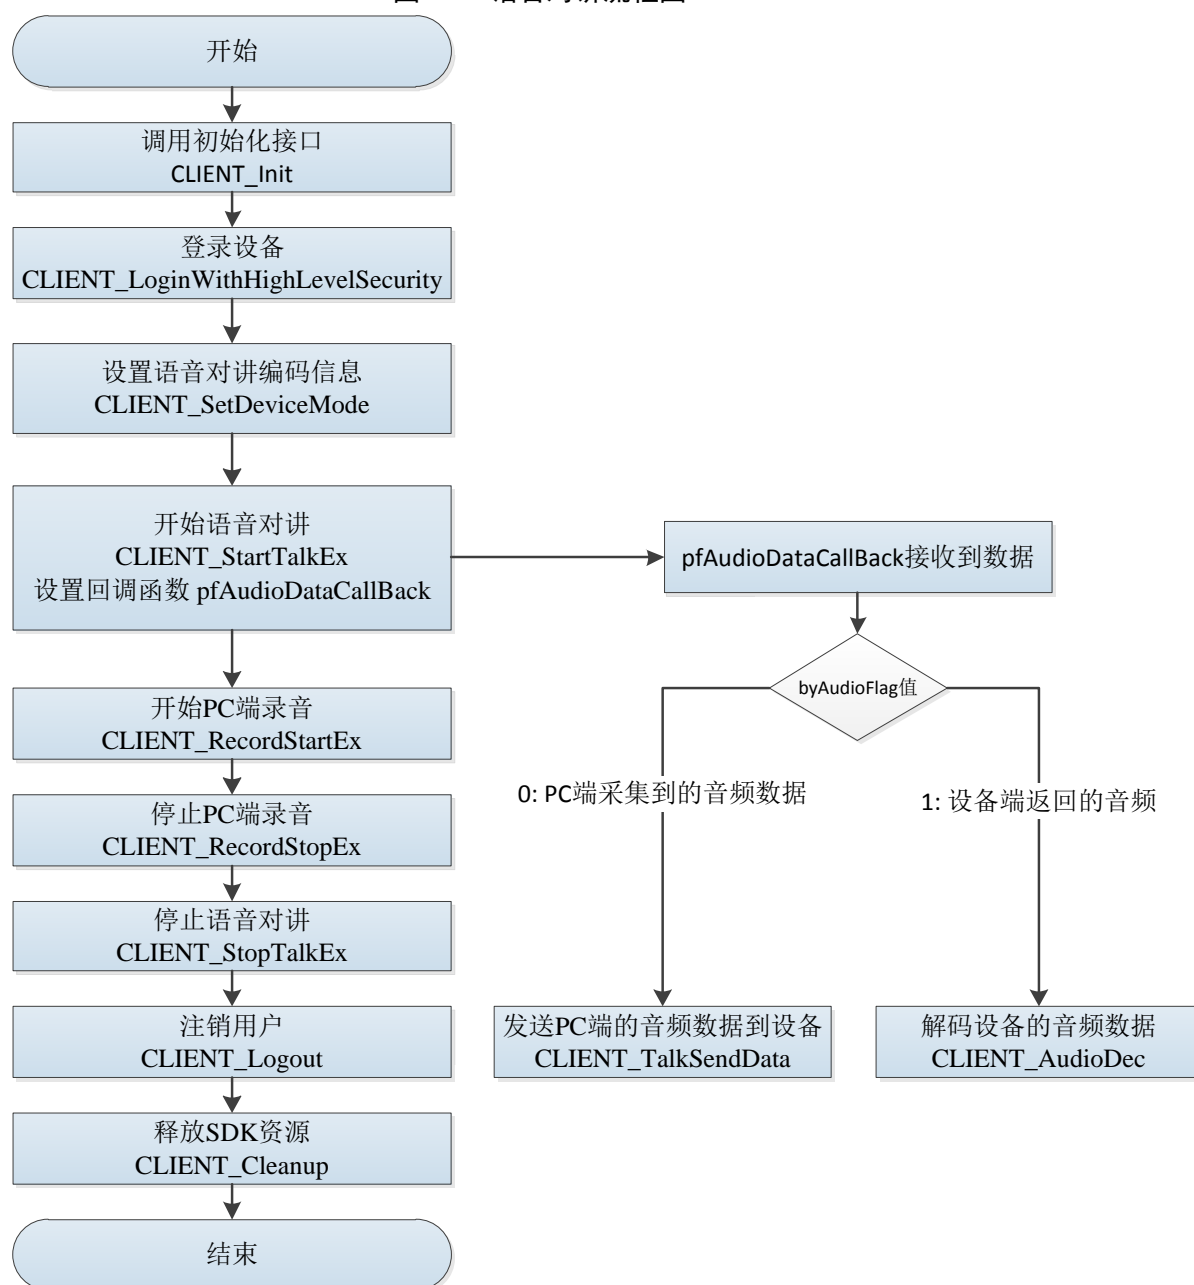 开始
调用初始化接口
CLIENT_Init
登录设备
CLIENT_LoginWithHighLevelSecurity
设置语音对讲编码信息
CLIENT_SetDeviceMode
开始语音对讲
CLIENT_StartTalkEx
设置回调函数 pfAudioDataCallBack
pfAudioDataCallBack接收到数据
byAudioFlag值
0: PC端采集到的音频数据
1: 设备端返回的音频
开始PC端录音
CLIENT_RecordStartEx
停止PC端录音
CLIENT_RecordStopEx
停止语音对讲
CLIENT_StopTalkEx
注销用户
CLIENT_Logout
发送PC端的音频数据到设备
CLIENT_TalkSendData
解码设备的音频数据
CLIENT_AudioDec
释放SDK资源
CLIENT_Cleanup
结束